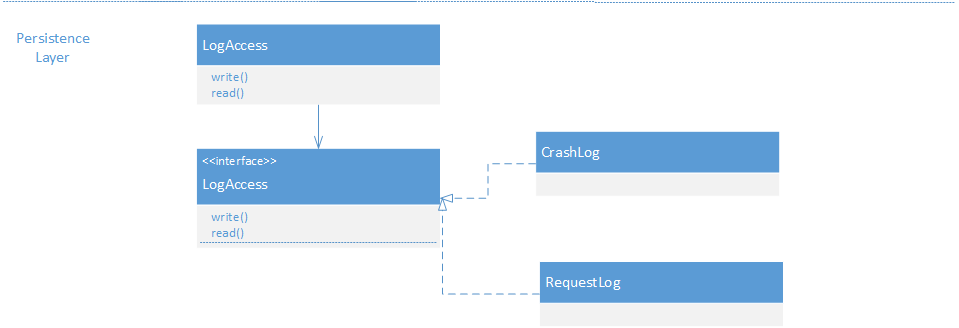 Persistence
Layer
LogAccess
write()
read()
<<interface>>
LogAccess
write()
read()
CrashLog
RequestLog